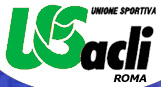 UNIONE SPORTIVA
US acli
ROMA